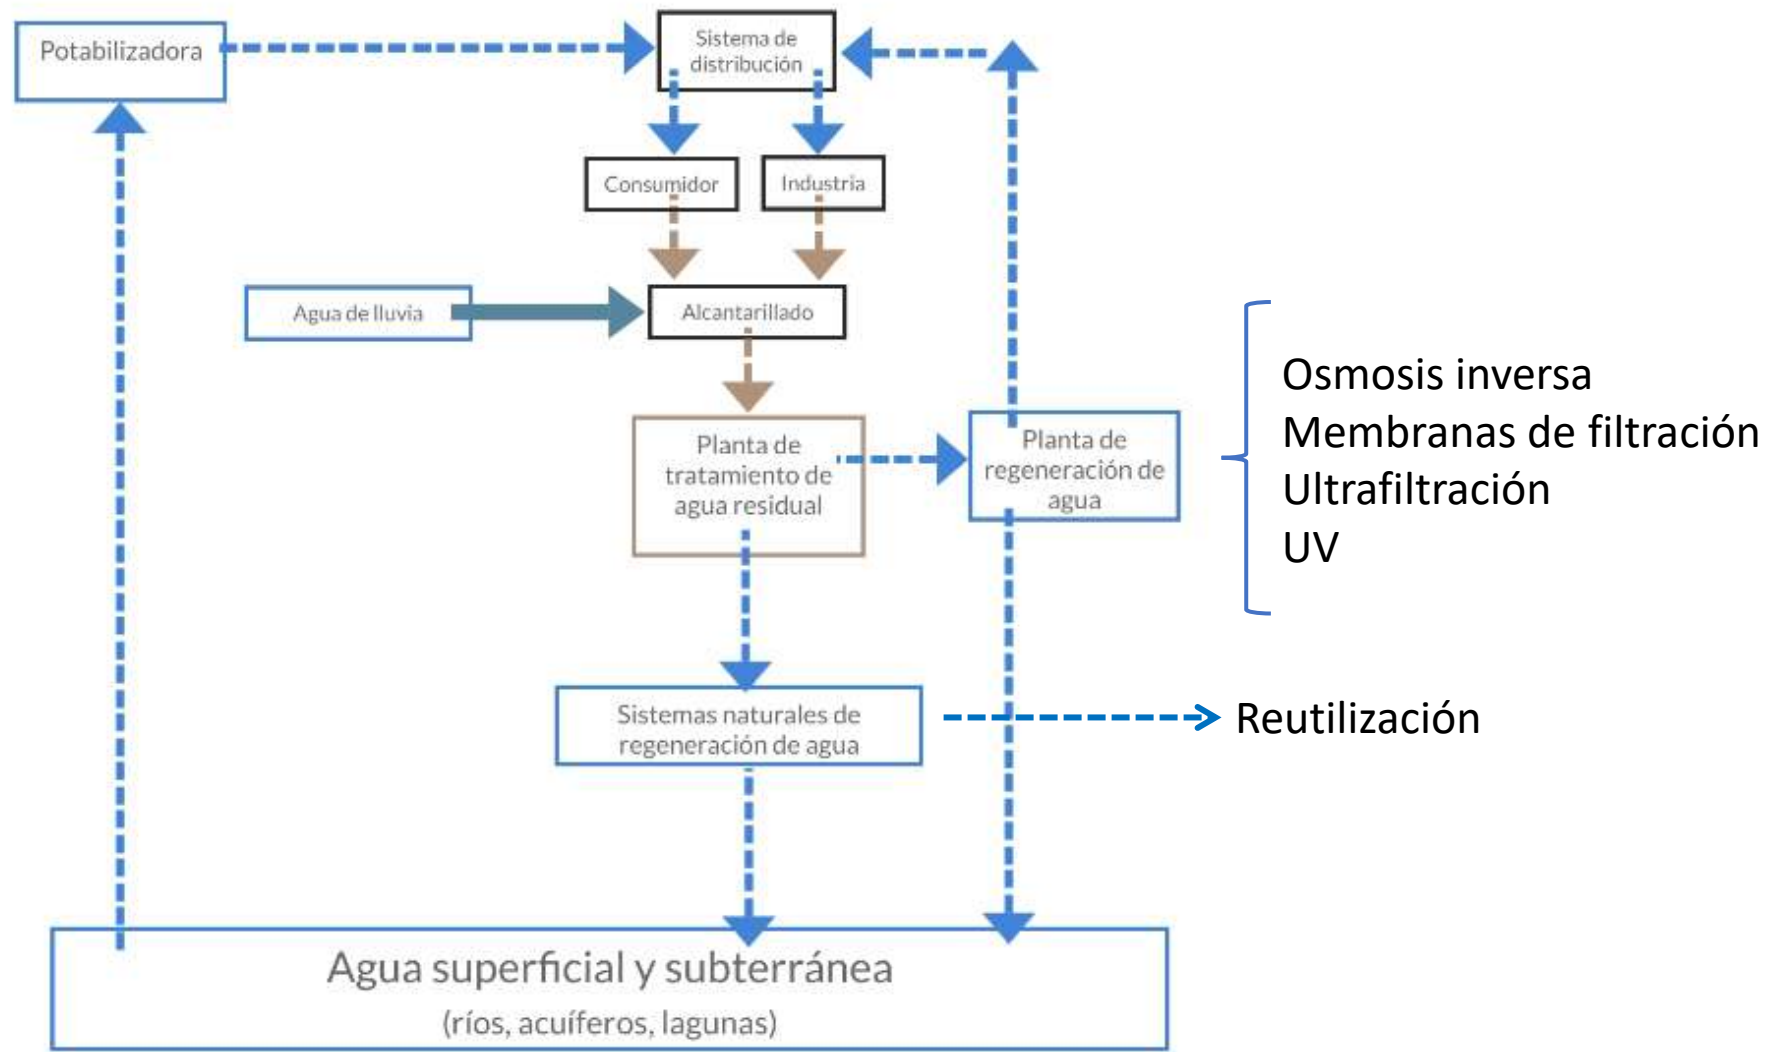 Potabilizadora
Sistema de
distribución
Consumidor
Industria
Agua de lluvia
Alcantarillado
Planta de
tratamiento de
agua residual
Planta de
regeneración de
agua
Osmosis inversa
Membranas de filtración
Ultrafiltración
UV
Sistemas naturales de
regeneración de agua
Reutilización
Agua superficial y subterránea
(ríos, acuíferos, lagunas)